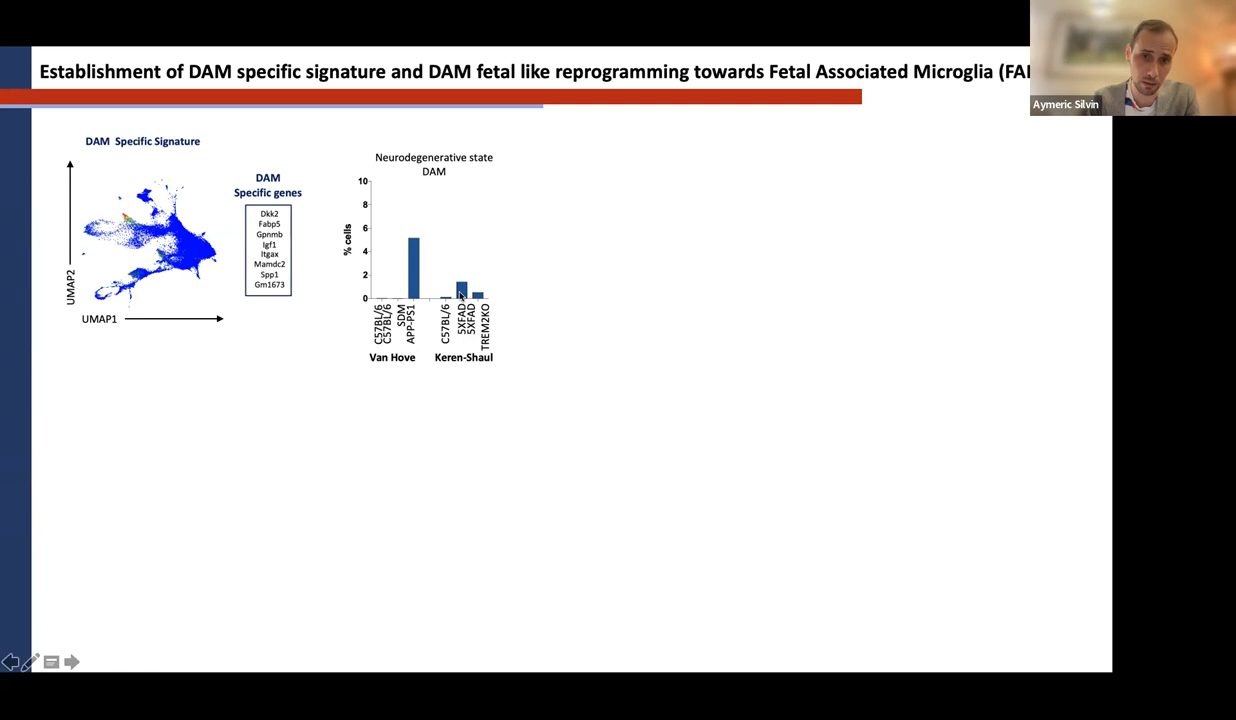 Establishment of DAM specific signature and DAM fetal like reprogramming towards Fetal Associated Microglia (FA
Aymeric Silvin
DAM Specific Signature
UMAP2
UMAP1
DAM
Specific genes
Dkk2
Fabp5
Gpnmb
Igf1
Itgax
Mamdc2
Spp1
Gm1673
Neurodegenerative state
DAM
% cells
10
8
6
4
2
0
C57BL/6
C57BL/6
SDM
APP-PS1
C57BL/6
5XFAD
5XFAD
TREM2KO
Van Hove
Keren-Shaul